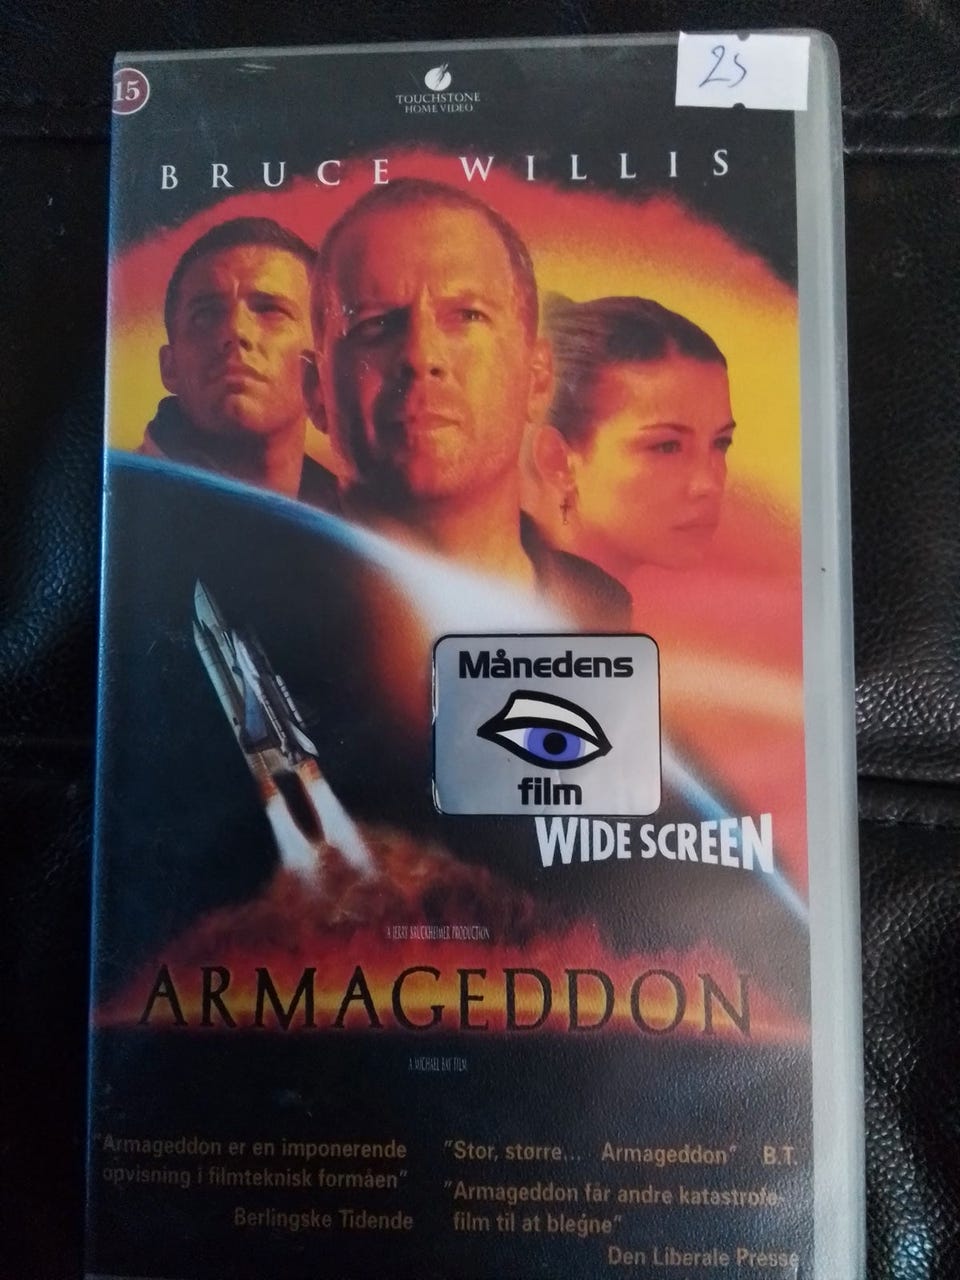 15
TOUCHSTONE
HOME VIDEO
25
BRUCE WILLIS
Månedens
film
WIDE SCREEN
A JERRY BRUCKHEIMER PRODUCTION
ARMAGEDDON
A MICHAEL BAY FILM
"Armageddon er en imponerende
opvisning i filmteknisk formåen"
Berlingske Tidende
"Stor, større... Armageddon" B.T.
"Armageddon får andre katastrofe-
film til at blegne"
Den Liberale Presse